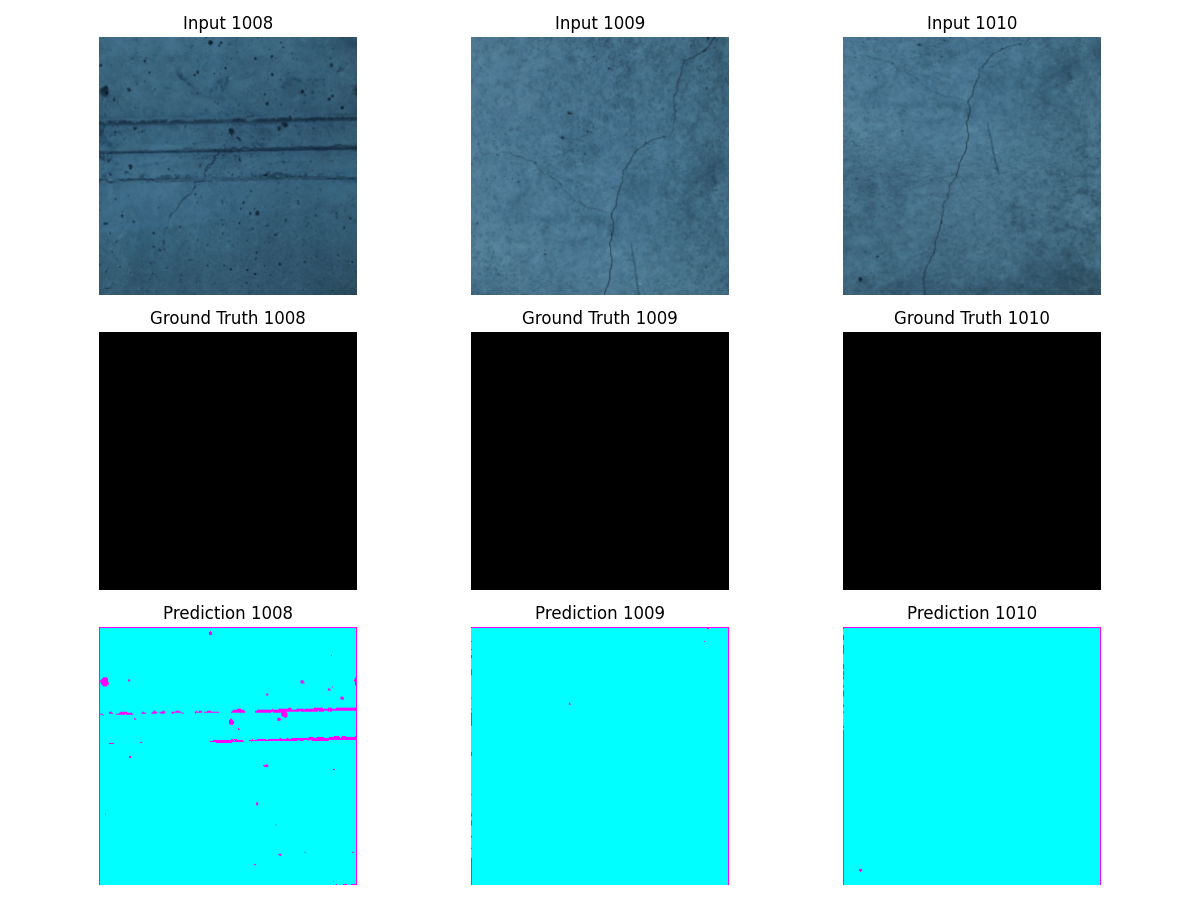 Input 1008
Input 1009
Input 1010
Ground Truth 1008
Ground Truth 1009
Ground Truth 1010
Prediction 1008
Prediction 1009
Prediction 1010